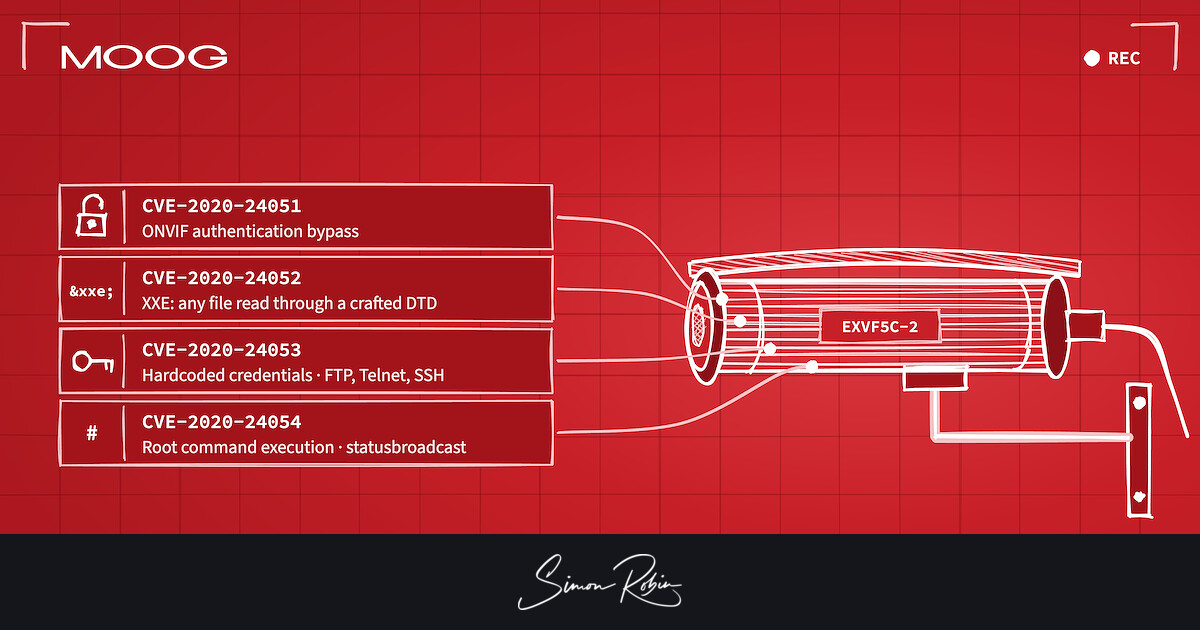 MOOG
REC
CVE-2020-24051
ONVIF authentication bypass
&xxe;
CVE-2020-24052
XXE: any file read through a crafted DTD
CVE-2020-24053
Hardcoded credentials · FTP, Telnet, SSH
#
CVE-2020-24054
Root command execution · statusbroadcast
EXVF5C-2
Simon Robin